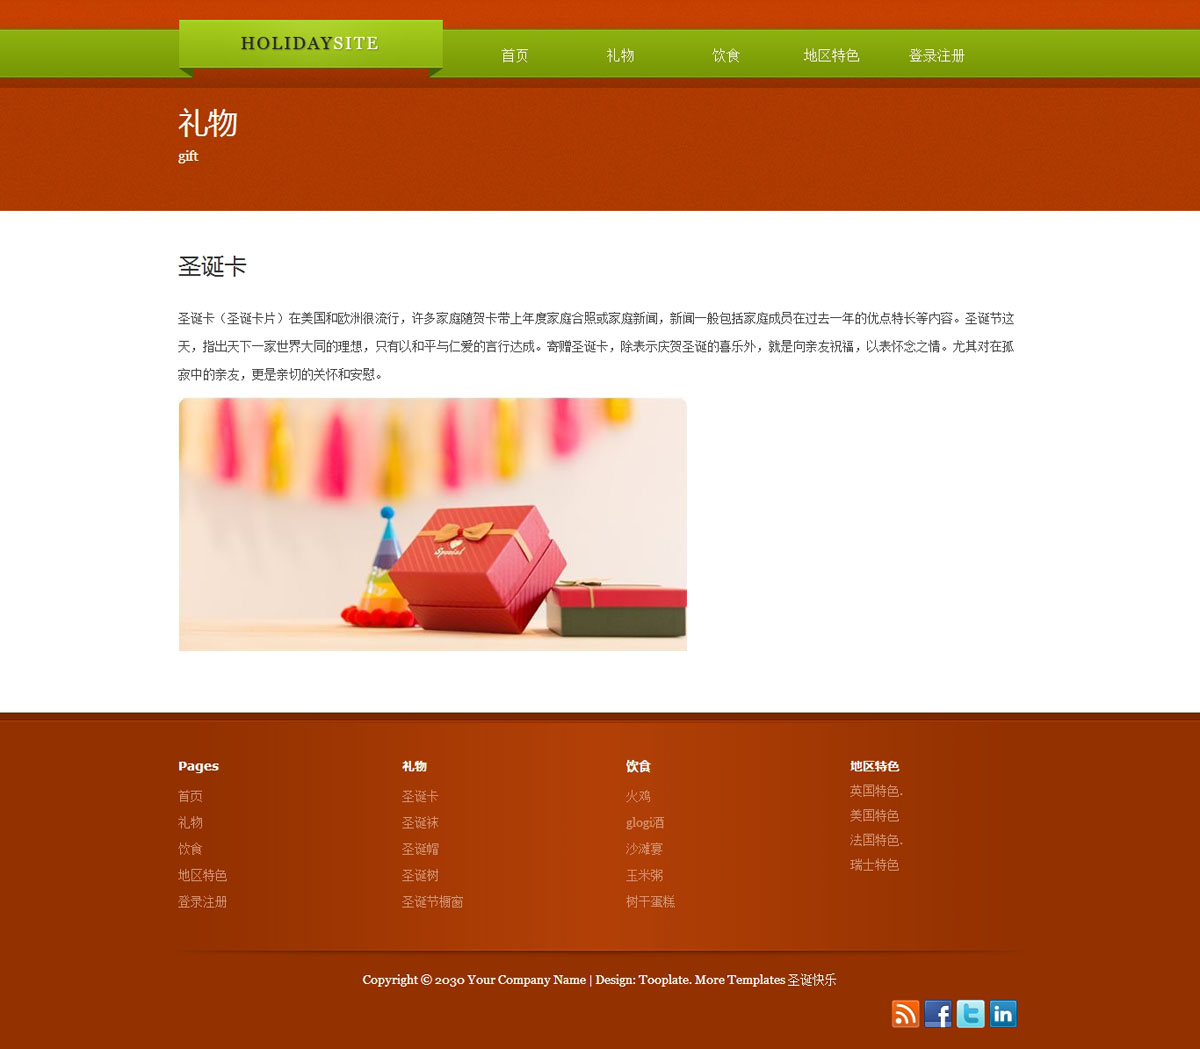 HOLIDAYSITE
首页 礼物 饮食 地区特色 登录注册
礼物
gift
圣诞卡
圣诞卡（圣诞卡片）在美国和欧洲很流行，许多家庭随贺卡带上年度家庭合照或家庭新闻，新闻一般包括家庭成员在过去一年的优点特长等内容。圣诞节这
天，指出天下一家世界大同的理想，只有以和平与仁爱的言行达成。寄赠圣诞卡，除表示庆贺圣诞的喜乐外，就是向亲友祝福，以表怀念之情。尤其对在孤
寂中的亲友，更是亲切的关怀和安慰。
Special
Pages
首页
礼物
饮食
地区特色
登录注册
礼物
圣诞卡
圣诞袜
圣诞帽
圣诞树
圣诞节橱窗
饮食
火鸡
glogi酒
沙滩宴
玉米粥
树干蛋糕
地区特色
英国特色.
美国特色
法国特色.
瑞士特色
Copyright © 2030 Your Company Name | Design: Tooplate. More Templates 圣诞快乐